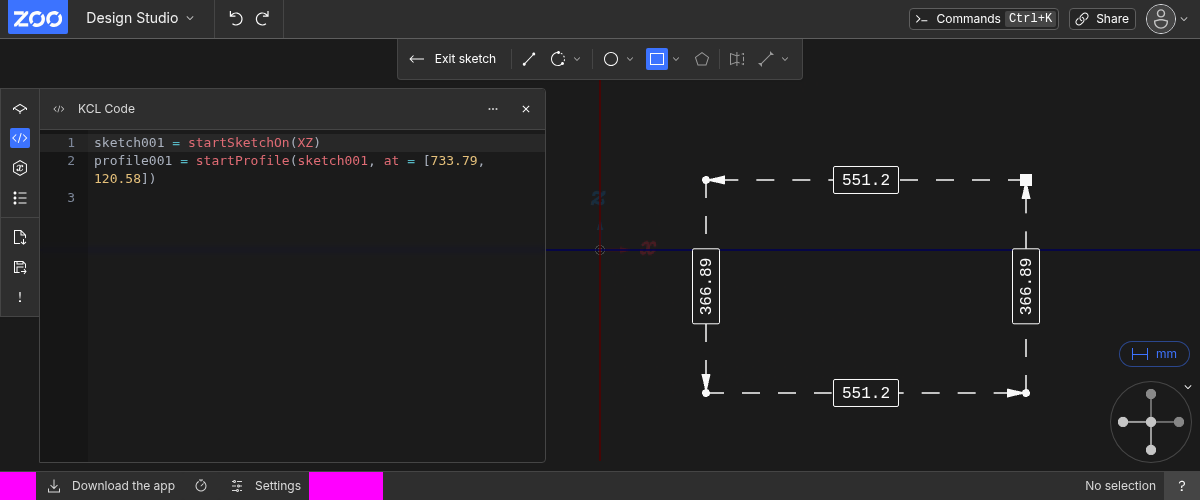 ZOO
Design Studio
Commands Ctrl+K
Share
Exit sketch
KCL Code
1 sketch001 = startSketchOn(XZ)
2 profile001 = startProfile(sketch001, at = [733.79,
120.58])
3
551.2
z
x
366.89
366.89
mm
551.2
!
Download the app
Settings
No selection
?